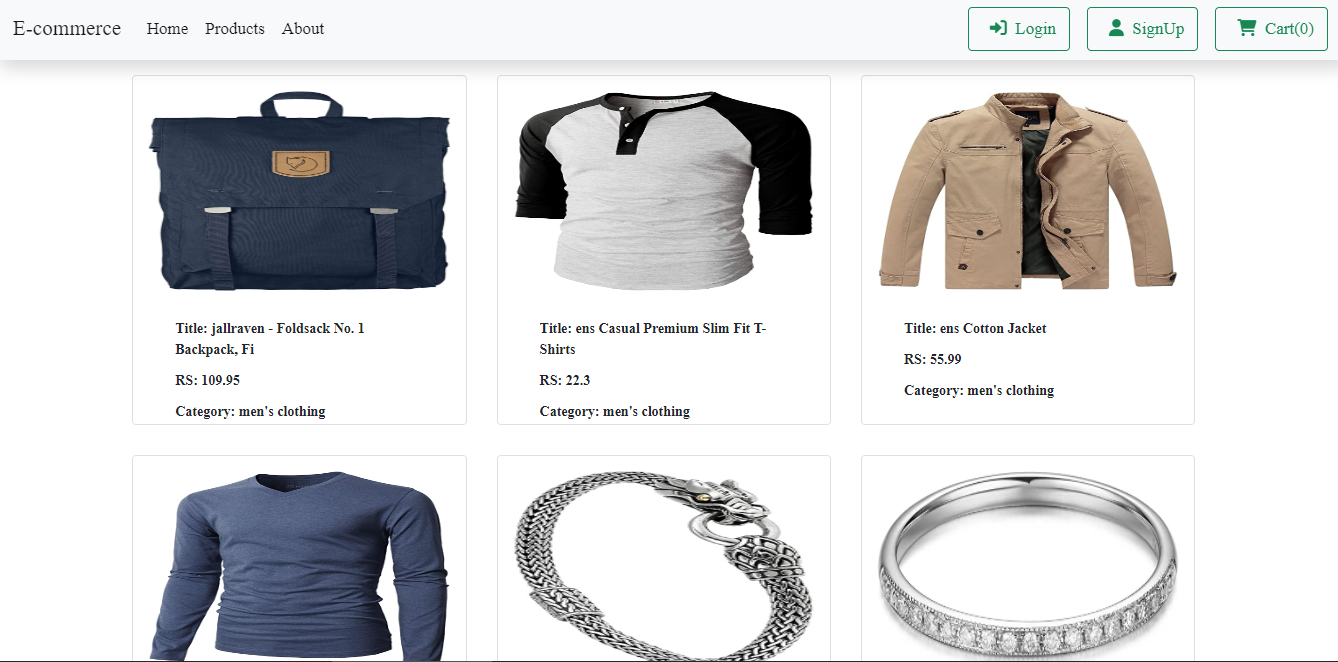 E-commerce Home Products About Login SignUp Cart(0)
Title: jallraven - Foldsack No. 1
Backpack, Fi
RS: 109.95
Category: men's clothing
Title: ens Casual Premium Slim Fit T-
Shirts
RS: 22.3
Category: men's clothing
Title: ens Cotton Jacket
RS: 55.99
Category: men's clothing